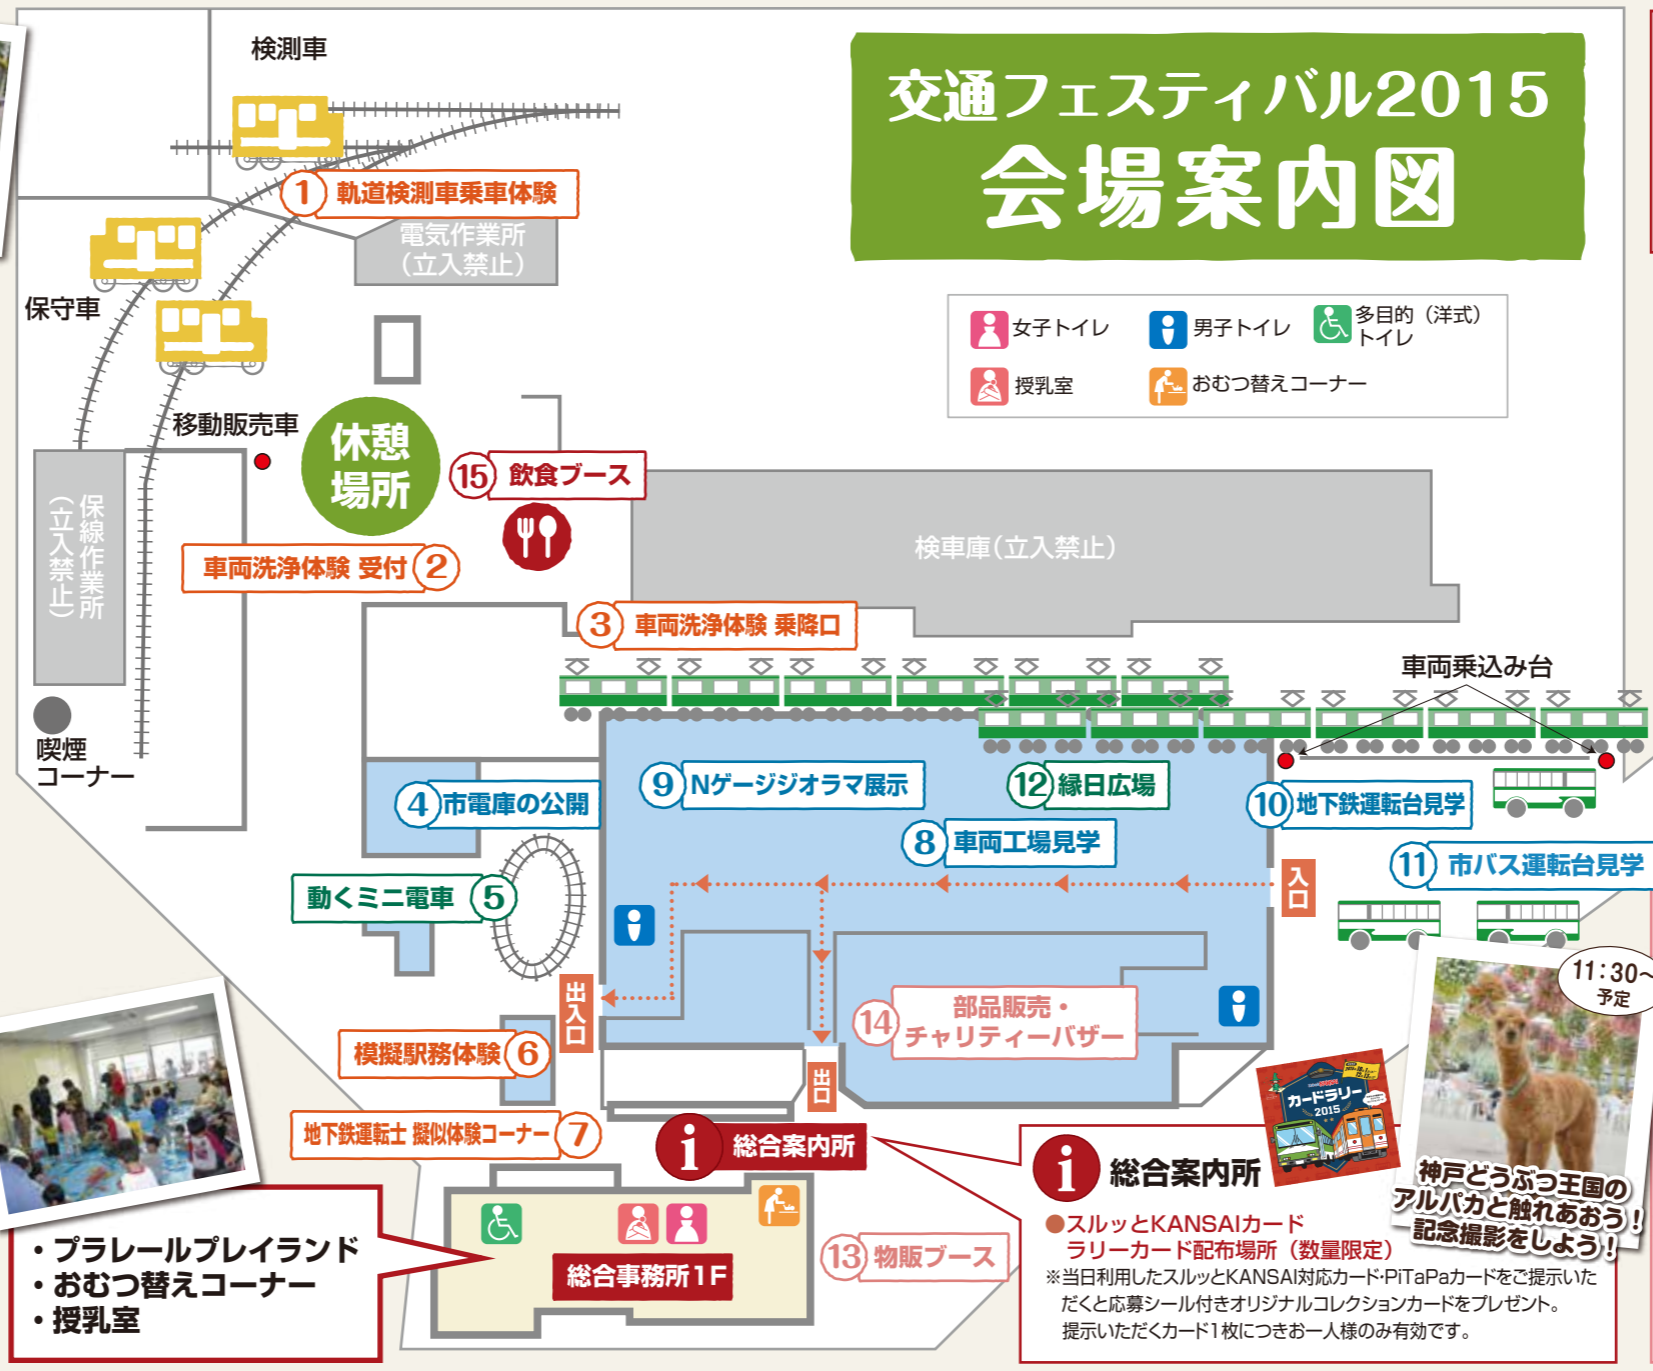 交通フェスティバル2015
会場案内図
検測車
① 軌道検測車乗車体験
電気作業所
（立入禁止）
保守車
女子トイレ
男子トイレ
多目的（洋式）
トイレ
授乳室
おむつ替えコーナー
移動販売車
休憩
場所
⑮ 飲食ブース
保線作業所
（立入禁止）
検車庫（立入禁止）
車両洗浄体験 受付 ②
③ 車両洗浄体験 乗降口
車両乗込み台
喫煙
コーナー
④ 市電庫の公開
⑨ Nゲージジオラマ展示
⑫ 縁日広場
⑩ 地下鉄運転台見学
⑧ 車両工場見学
⑪ 市バス運転台見学
動くミニ電車 ⑤
入口
出入口
⑭ 部品販売・
チャリティーバザー
模擬駅務体験 ⑥
出口
地下鉄運転士 擬似体験コーナー ⑦
i 総合案内所
総合事務所1F
⑬ 物販ブース
・プラレールプレイランド
・おむつ替えコーナー
・授乳室
i 総合案内所
カードラリー
2015
●スルッとKANSAIカード
ラリーカード配布場所（数量限定）
※当日利用したスルッとKANSAI対応カード・PiTaPaカードをご提示いた
だくと応募シール付きオリジナルコレクションカードをプレゼント。
提示いただくカード1枚につきお一人様のみ有効です。
11：30～
予定
神戸どうぶつ王国の
アルパカと触れあおう！
記念撮影をしよう！